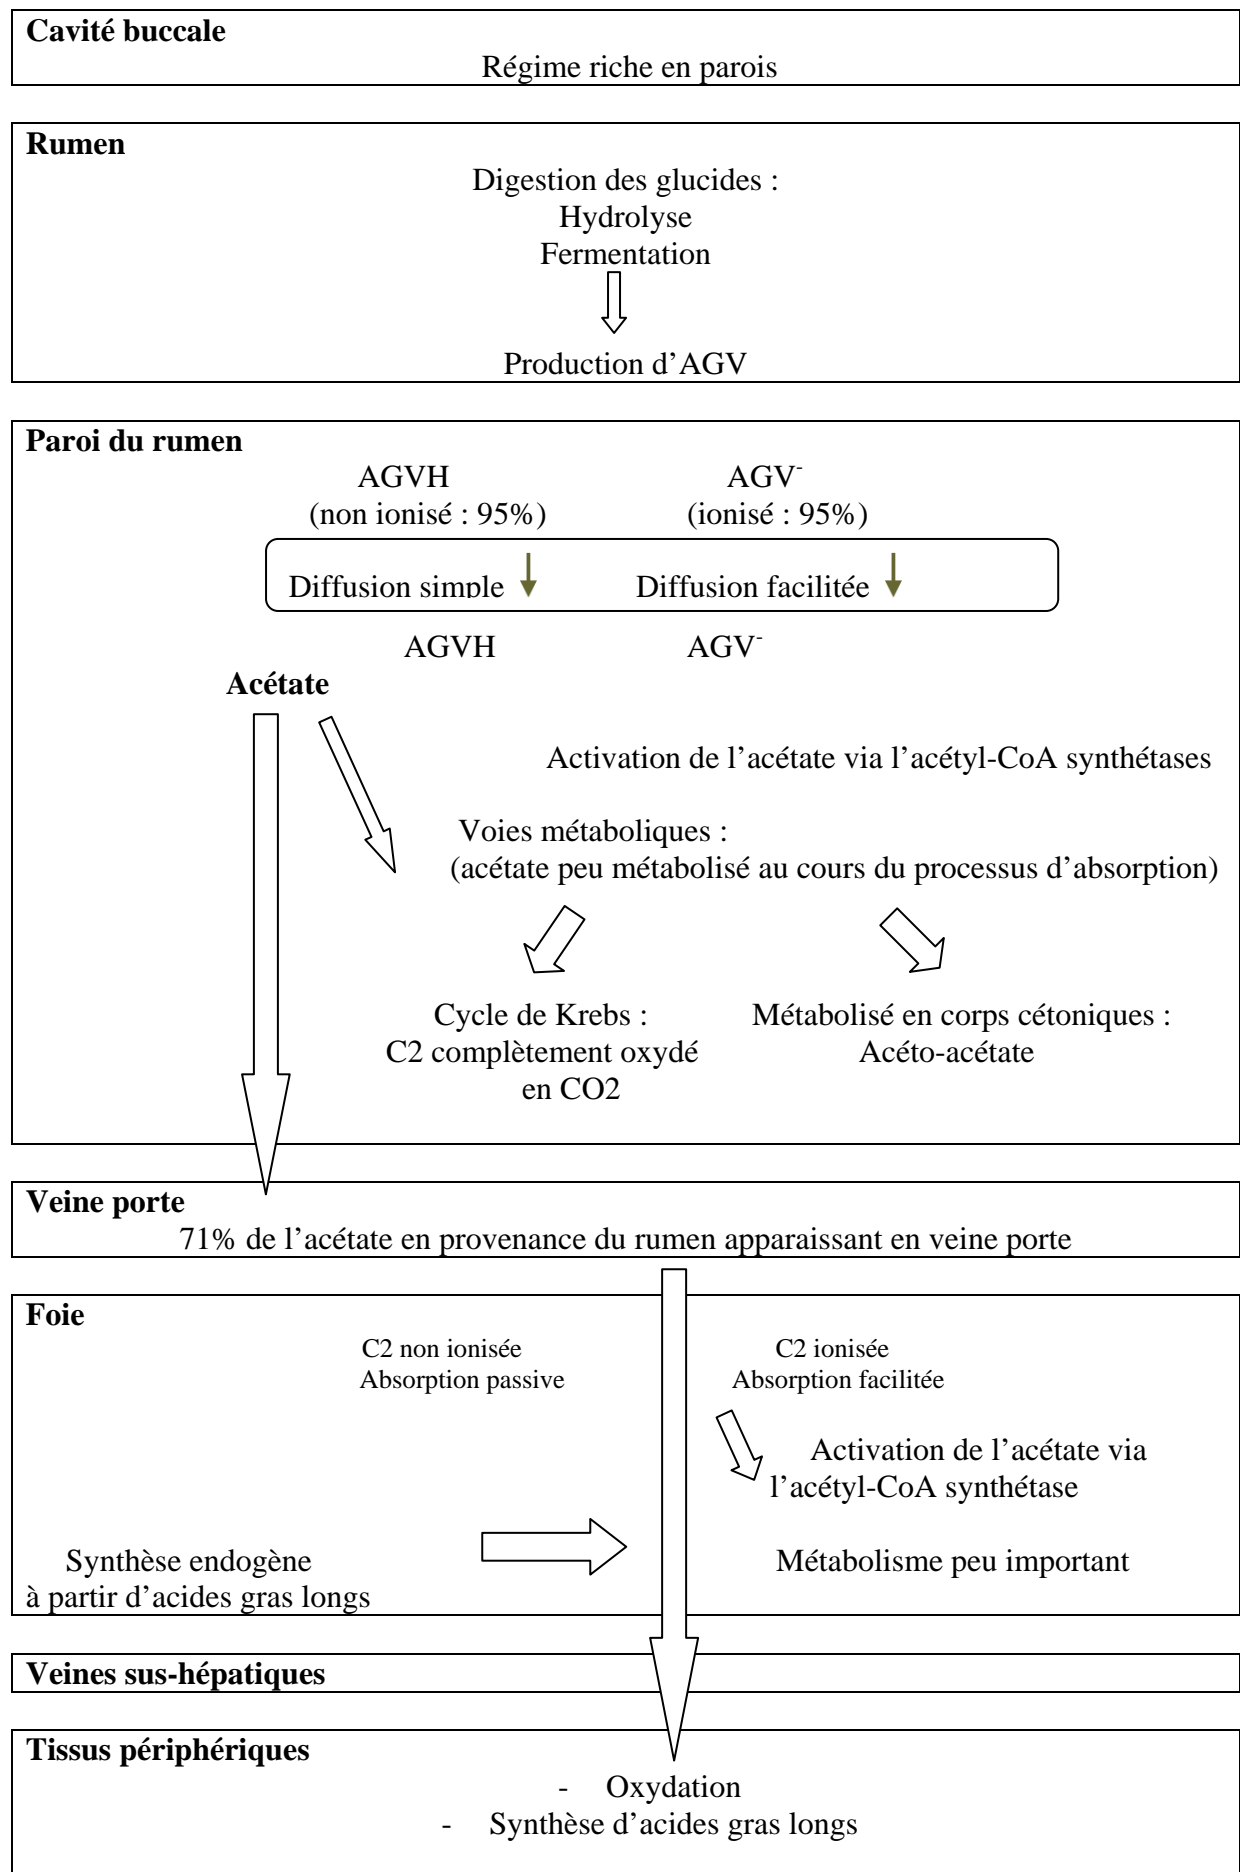 Cavité buccale
Régime riche en parois
Rumen
Digestion des glucides :
Hydrolyse
Fermentation
Production d’AGV
Paroi du rumen
AGVH AGV⁻
(non ionisé : 95%) (ionisé : 95%)
Diffusion simple Diffusion facilitée
AGVH AGV⁻
Acétate
Activation de l’acétate via l’acétyl-CoA synthétases
Voies métaboliques :
(acétate peu métabolisé au cours du processus d’absorption)
Cycle de Krebs : Métabolisé en corps cétoniques :
C2 complètement oxydé Acéto-acétate
en CO2
Veine porte
71% de l’acétate en provenance du rumen apparaissant en veine porte
Foie
C2 non ionisée C2 ionisée
Absorption passive Absorption facilitée
Activation de l’acétate via
l’acétyl-CoA synthétase
Synthèse endogène Métabolisme peu important
à partir d’acides gras longs
Veines sus-hépatiques
Tissus périphériques
- Oxydation
- Synthèse d’acides gras longs